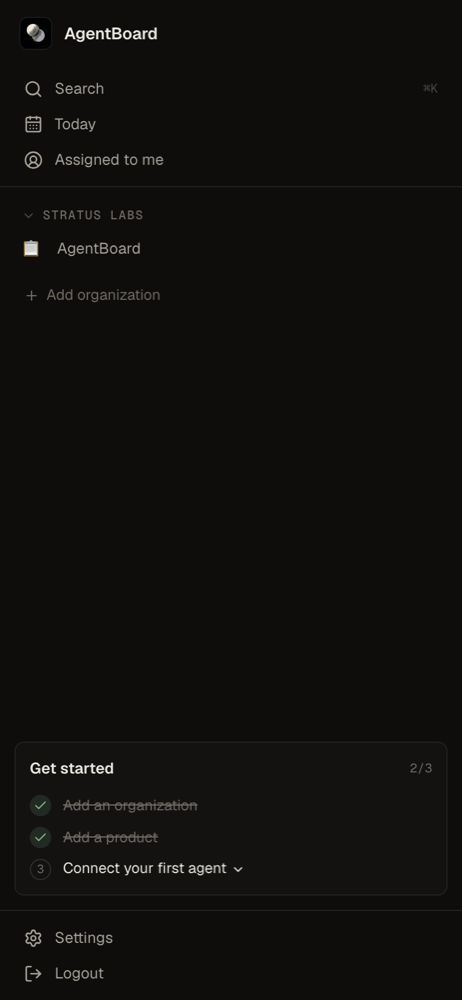 AgentBoard
Search ⌘K
Today
Assigned to me
STRATUS LABS
AgentBoard
Add organization
Get started 2/3
Add an organization
Add a product
3 Connect your first agent
Settings
Logout